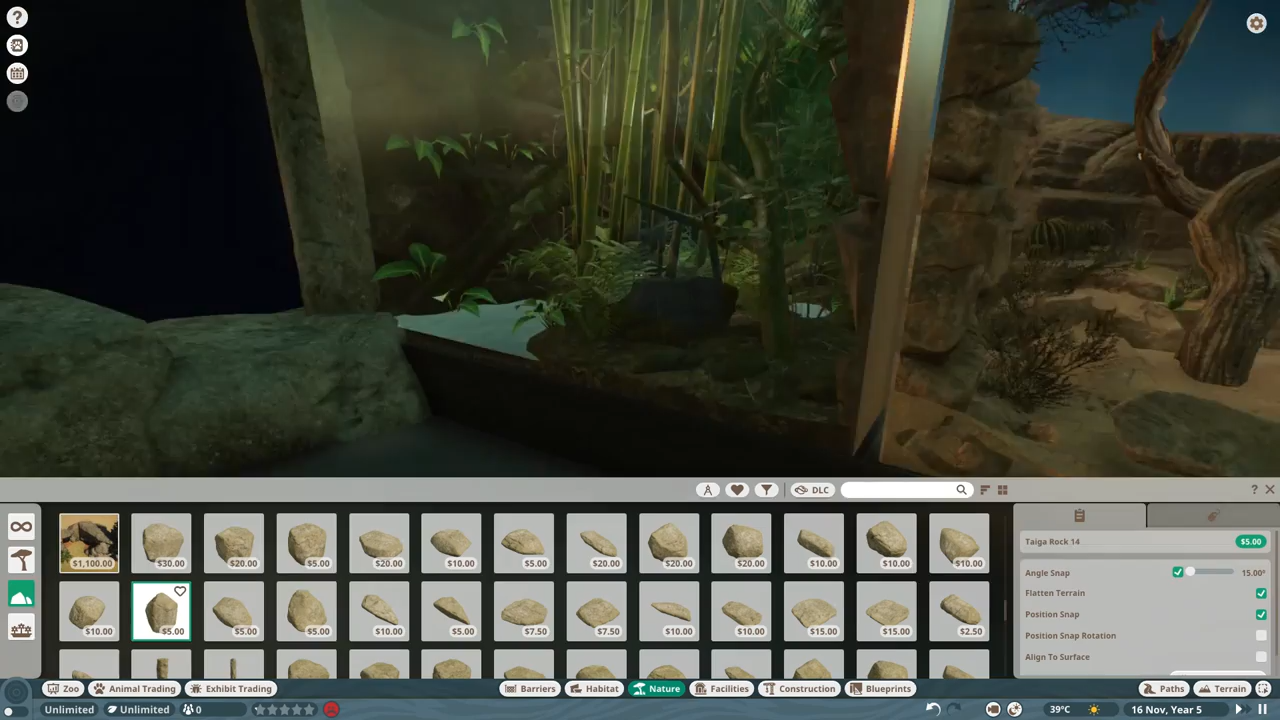 ?
DLC
? ×
$1,100.00 $30.00 $20.00 $5.00 $20.00 $10.00 $5.00 $20.00 $20.00 $20.00 $10.00 $10.00 $10.00
$10.00 $5.00 $5.00 $5.00 $10.00 $5.00 $7.50 $7.50 $10.00 $10.00 $15.00 $15.00 $2.50
Taiga Rock 14 $5.00
Angle Snap 15.00°
Flatten Terrain
Position Snap
Position Snap Rotation
Align To Surface
Zoo Animal Trading Exhibit Trading Barriers Habitat Nature Facilities Construction Blueprints Paths Terrain
Unlimited Unlimited 0 39°C 16 Nov, Year 5